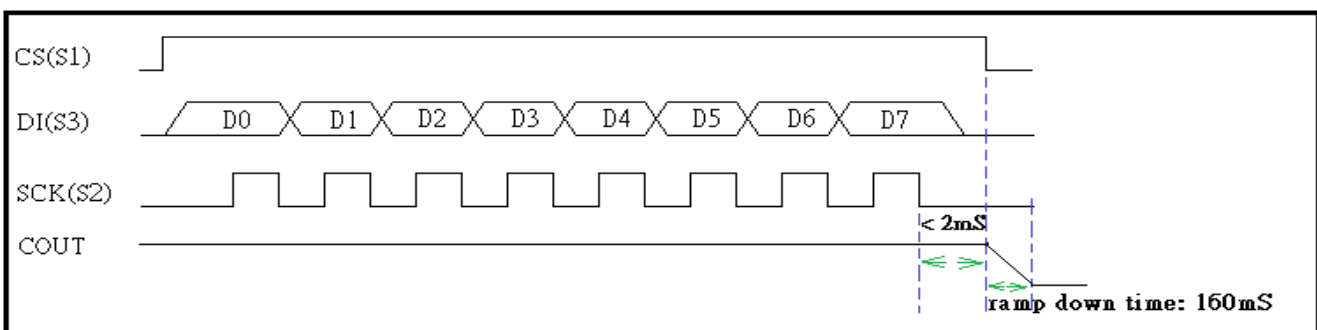 CS(S1)
DI(S3) D0 D1 D2 D3 D4 D5 D6 D7
SCK(S2)
< 2mS
COUT
ramp down time: 160mS